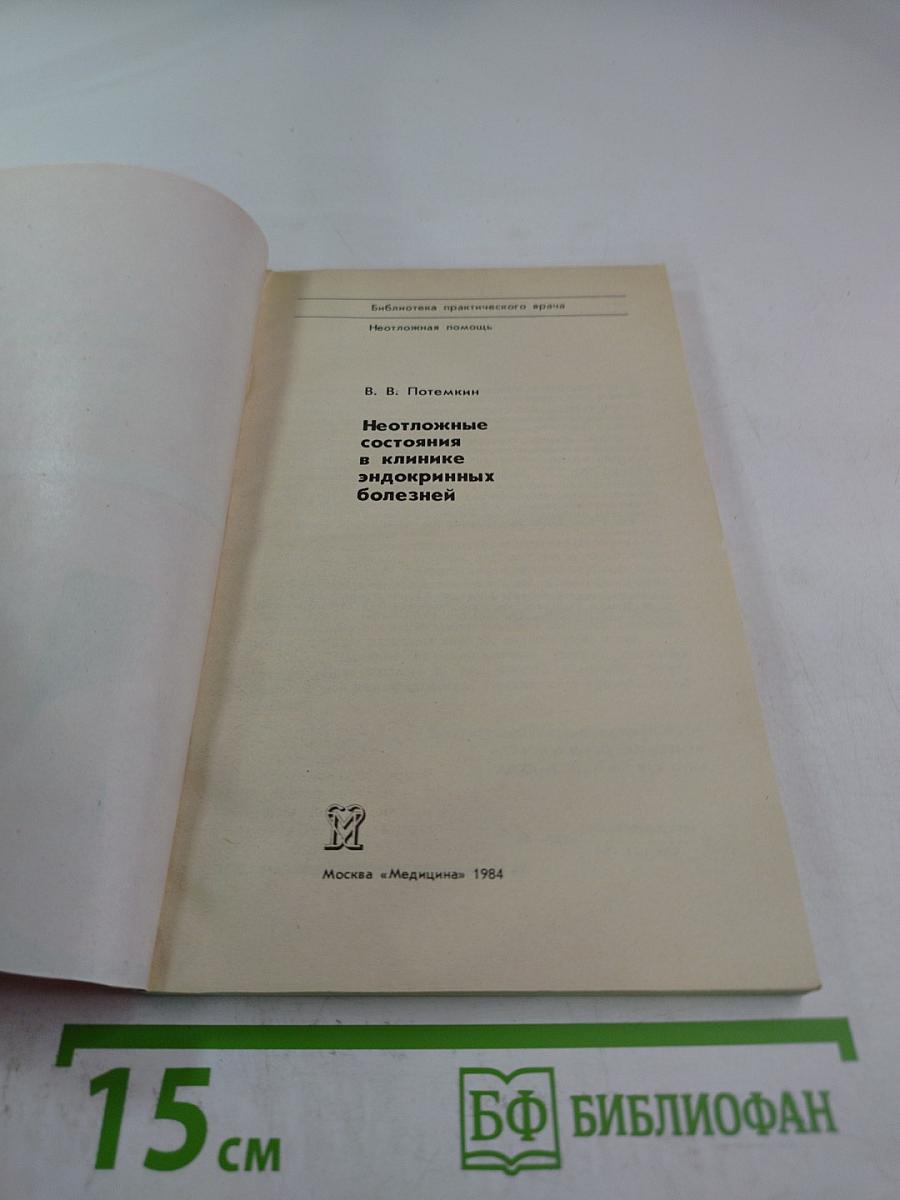 Библиотека практического врача
Неотложная помощь
В. В. Потемкин
Неотложные
состояния
в клинике
эндокринных
болезней
М
Москва «Медицина» 1984
15 см
БФ БИБЛИОФАН